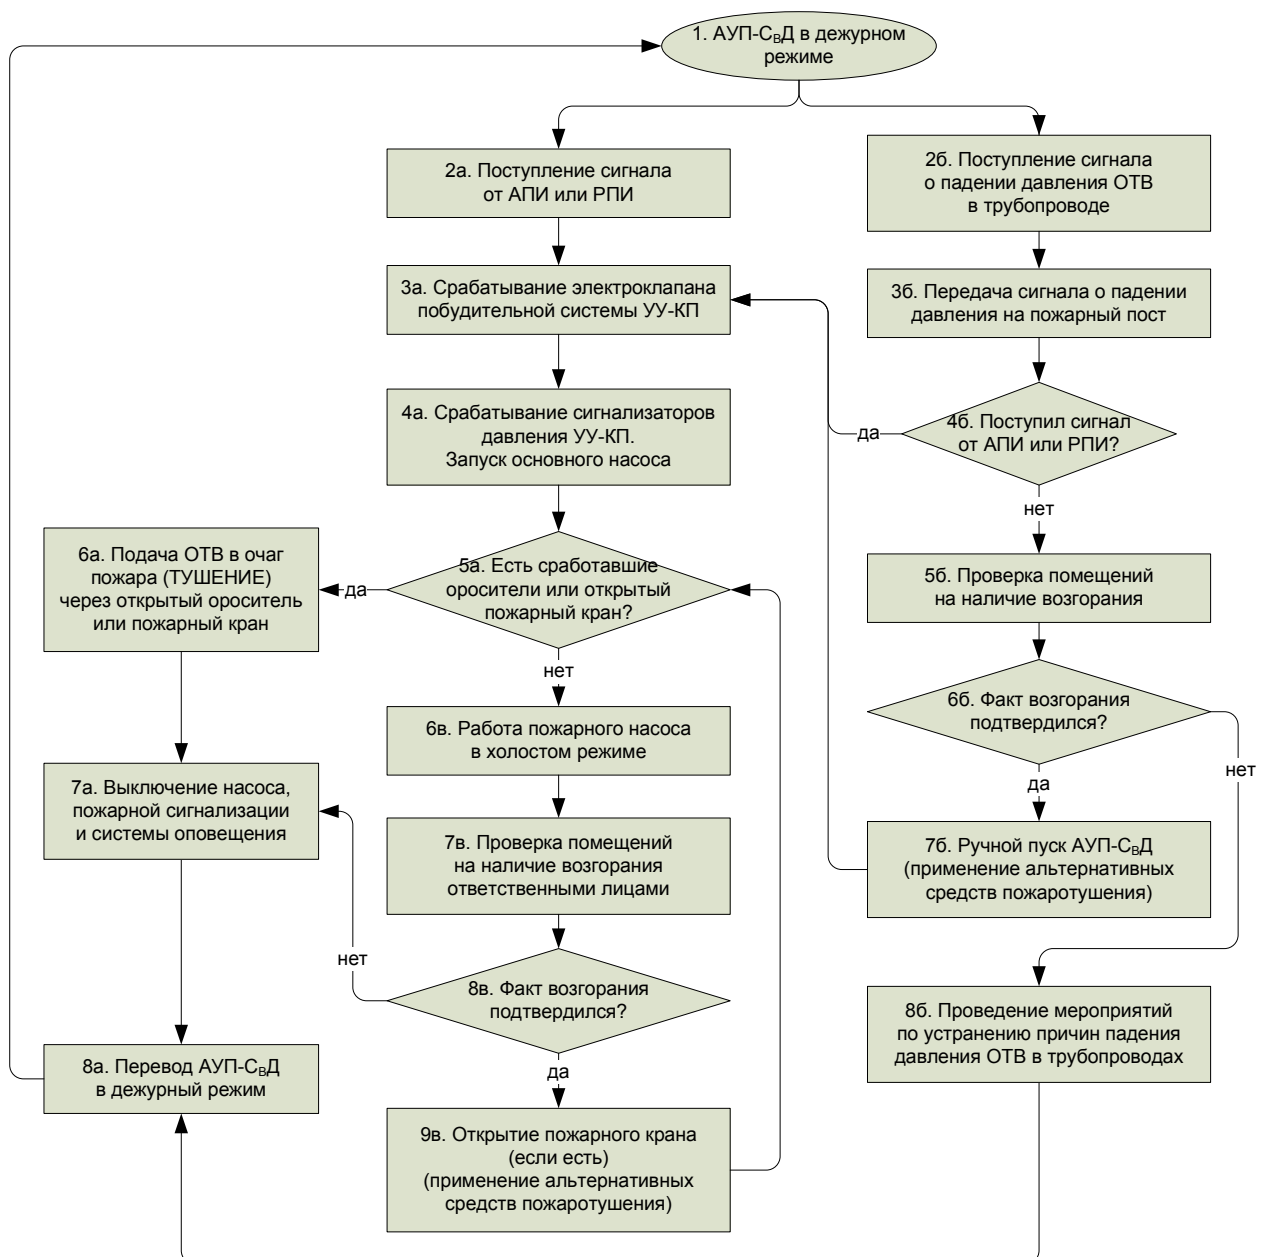 1. АУП-СвД в дежурном
режиме
2а. Поступление сигнала
от АПИ или РПИ
2б. Поступление сигнала
о падении давления ОТВ
в трубопроводе
3а. Срабатывание электроклапана
побудительной системы УУ-КП
3б. Передача сигнала о падении
давления на пожарный пост
4а. Срабатывание сигнализаторов
давления УУ-КП.
Запуск основного насоса
4б. Поступил сигнал
от АПИ или РПИ?
да
нет
5а. Есть сработавшие
оросители или открытый
пожарный кран?
да
нет
6а. Подача ОТВ в очаг
пожара (ТУШЕНИЕ)
через открытый ороситель
или пожарный кран
5б. Проверка помещений
на наличие возгорания
6б. Факт возгорания
подтвердился?
да
нет
6в. Работа пожарного насоса
в холостом режиме
7а. Выключение насоса,
пожарной сигнализации
и системы оповещения
7в. Проверка помещений
на наличие возгорания
ответственными лицами
7б. Ручной пуск АУП-СвД
(применение альтернативных
средств пожаротушения)
8в. Факт возгорания
подтвердился?
нет
да
8б. Проведение мероприятий
по устранению причин падения
давления ОТВ в трубопроводах
8а. Перевод АУП-СвД
в дежурный режим
9в. Открытие пожарного крана
(если есть)
(применение альтернативных
средств пожаротушения)